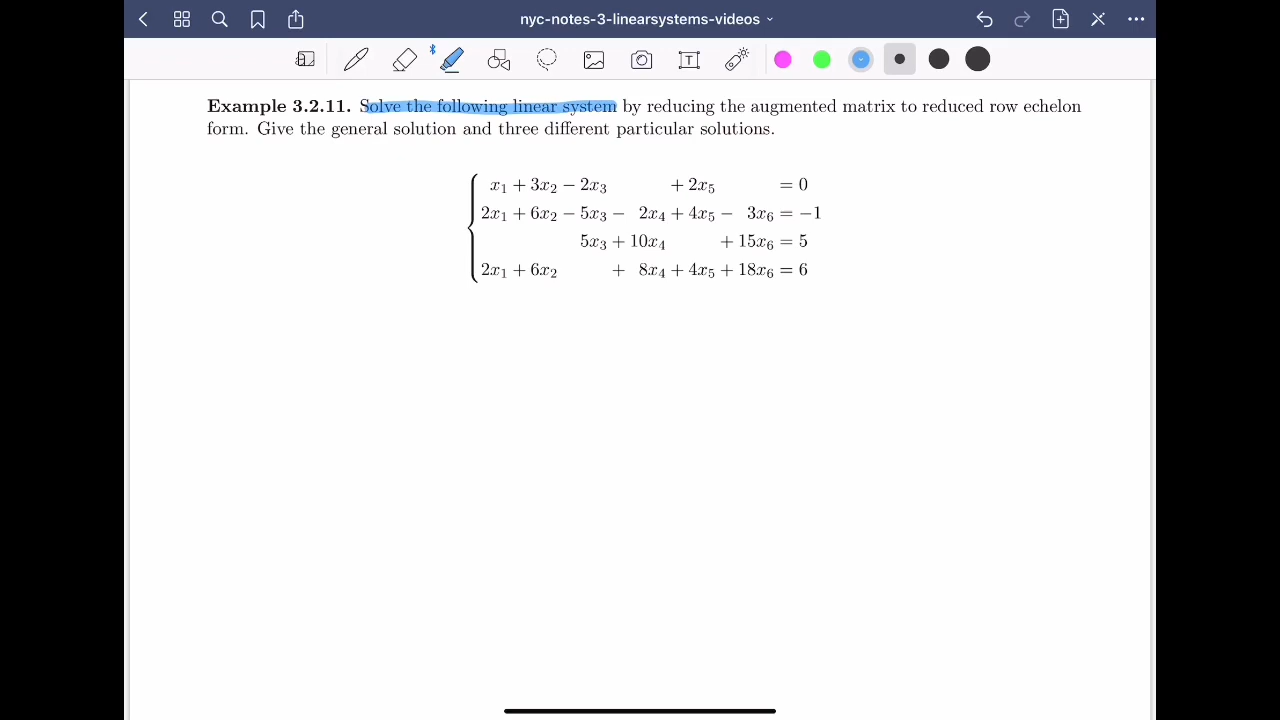 nyc-notes-3-linearsystems-videos
T
Example 3.2.11. Solve the following linear system by reducing the augmented matrix to reduced row echelon
form. Give the general solution and three different particular solutions.
x₁ + 3x₂ − 2x₃ + 2x₅ = 0
2x₁ + 6x₂ − 5x₃ − 2x₄ + 4x₅ − 3x₆ = −1
5x₃ + 10x₄ + 15x₆ = 5
2x₁ + 6x₂ + 8x₄ + 4x₅ + 18x₆ = 6